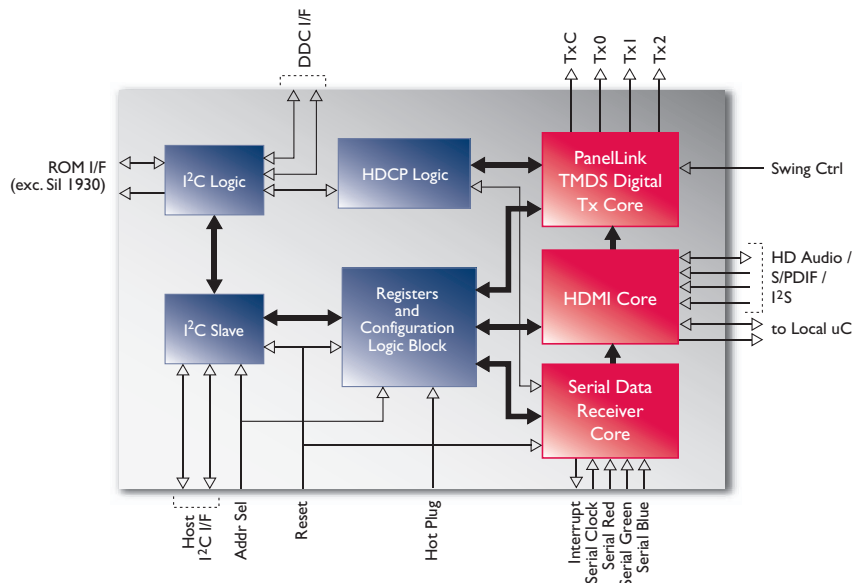 DDC I/F
TxC
Tx0
Tx1
Tx2
ROM I/F
(exc. SiI 1930)
I²C Logic
HDCP Logic
PanelLink
TMDS Digital
Tx Core
Swing Ctrl
HD Audio /
S/PDIF /
I²S
HDMI Core
to Local uC
I²C Slave
Registers
and
Configuration
Logic Block
Serial Data
Receiver
Core
Host
I²C I/F
Addr Sel
Reset
Hot Plug
Interrupt
Serial Clock
Serial Red
Serial Green
Serial Blue